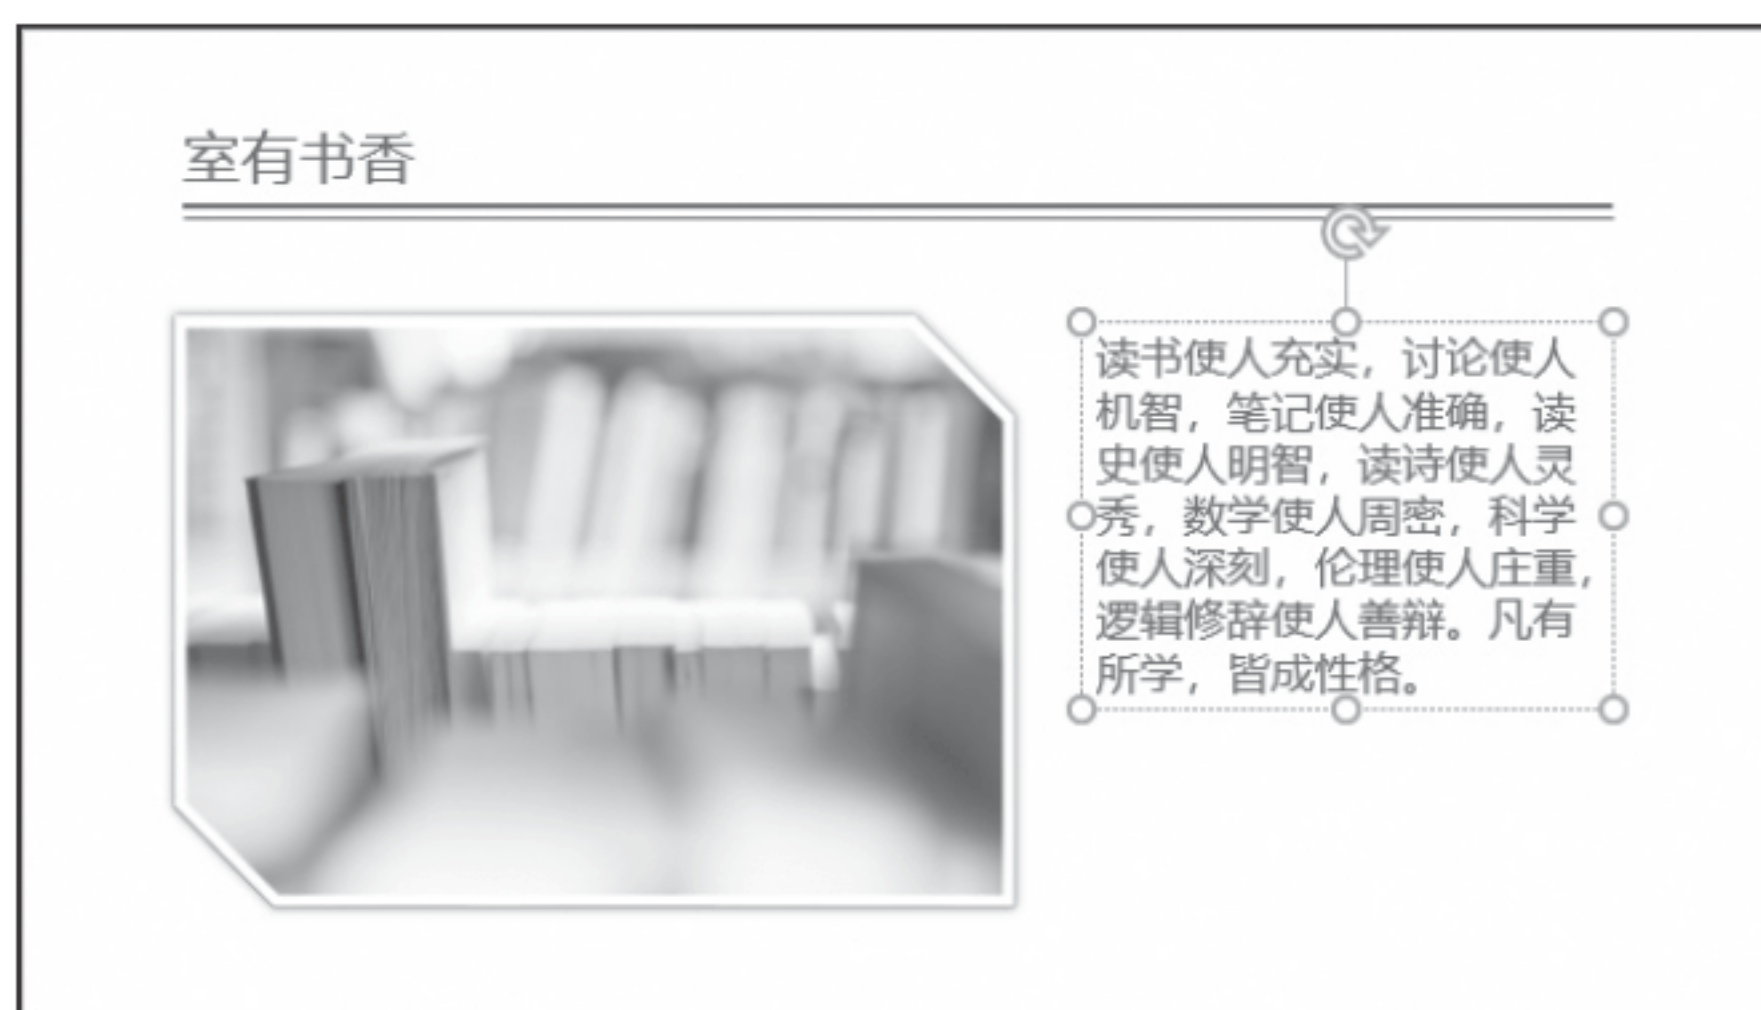 室有书香
读书使人充实，讨论使人
机智，笔记使人准确，读
史使人明智，读诗使人灵
秀，数学使人周密，科学
使人深刻，伦理使人庄重，
逻辑修辞使人善辩。凡有
所学，皆成性格。